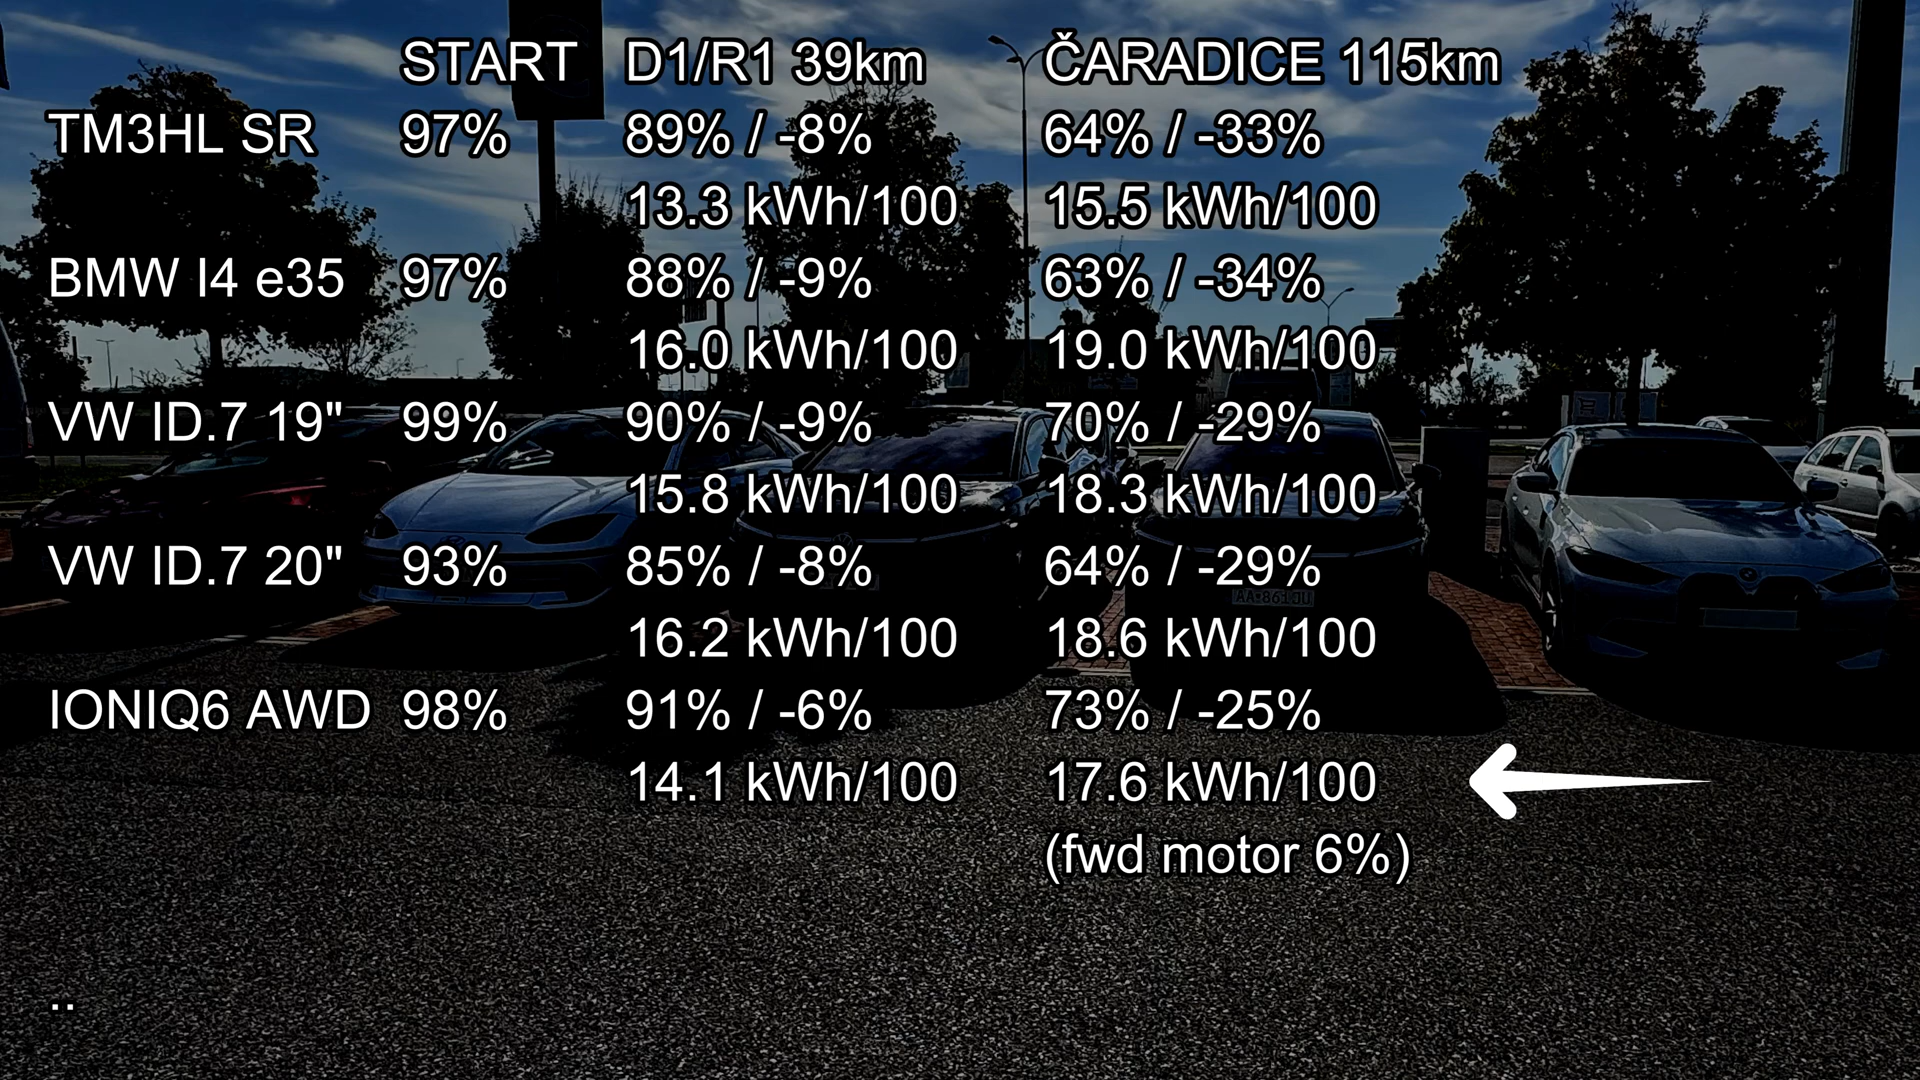 START D1/R1 39km ČARADICE 115km
TM3HL SR 97% 89% / -8% 64% / -33%
13.3 kWh/100 15.5 kWh/100
BMW I4 e35 97% 88% / -9% 63% / -34%
16.0 kWh/100 19.0 kWh/100
VW ID.7 19" 99% 90% / -9% 70% / -29%
15.8 kWh/100 18.3 kWh/100
VW ID.7 20" 93% 85% / -8% 64% / -29%
16.2 kWh/100 18.6 kWh/100
IONIQ6 AWD 98% 91% / -6% 73% / -25%
14.1 kWh/100 17.6 kWh/100
(fwd motor 6%)
..